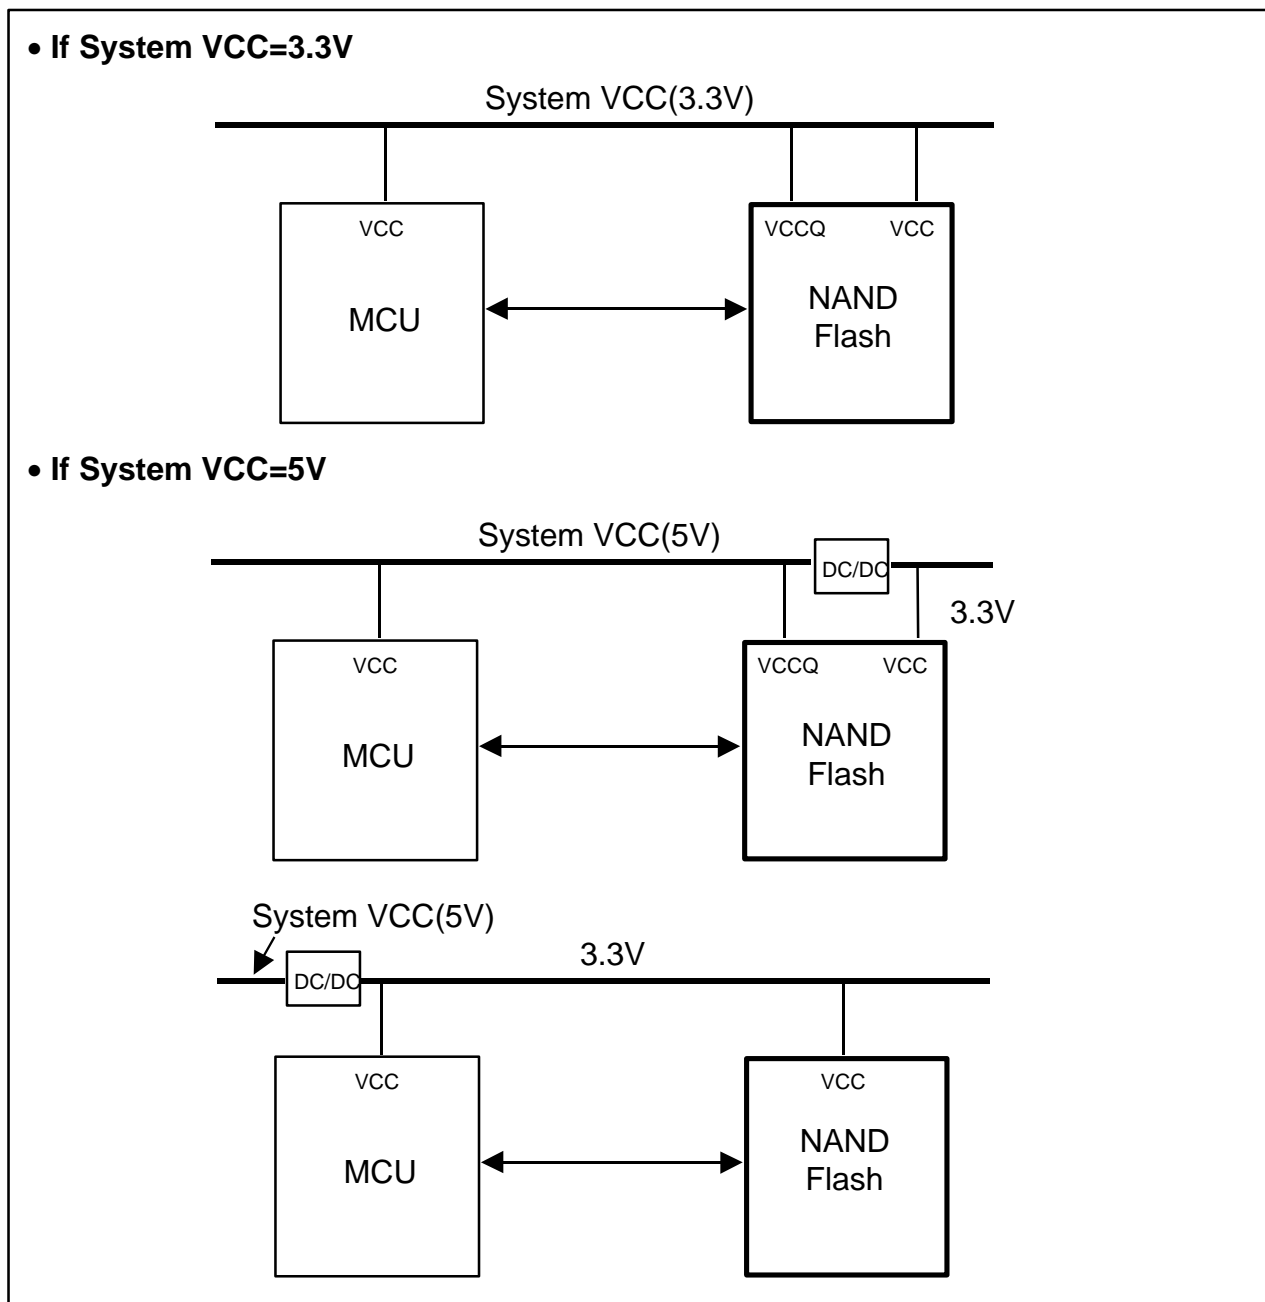 • If System VCC=3.3V
System VCC(3.3V)
VCC
VCCQ VCC
MCU
NAND
Flash
• If System VCC=5V
System VCC(5V)
DC/DC
3.3V
VCC
VCCQ VCC
MCU
NAND
Flash
System VCC(5V)
3.3V
DC/DC
VCC
VCC
MCU
NAND
Flash